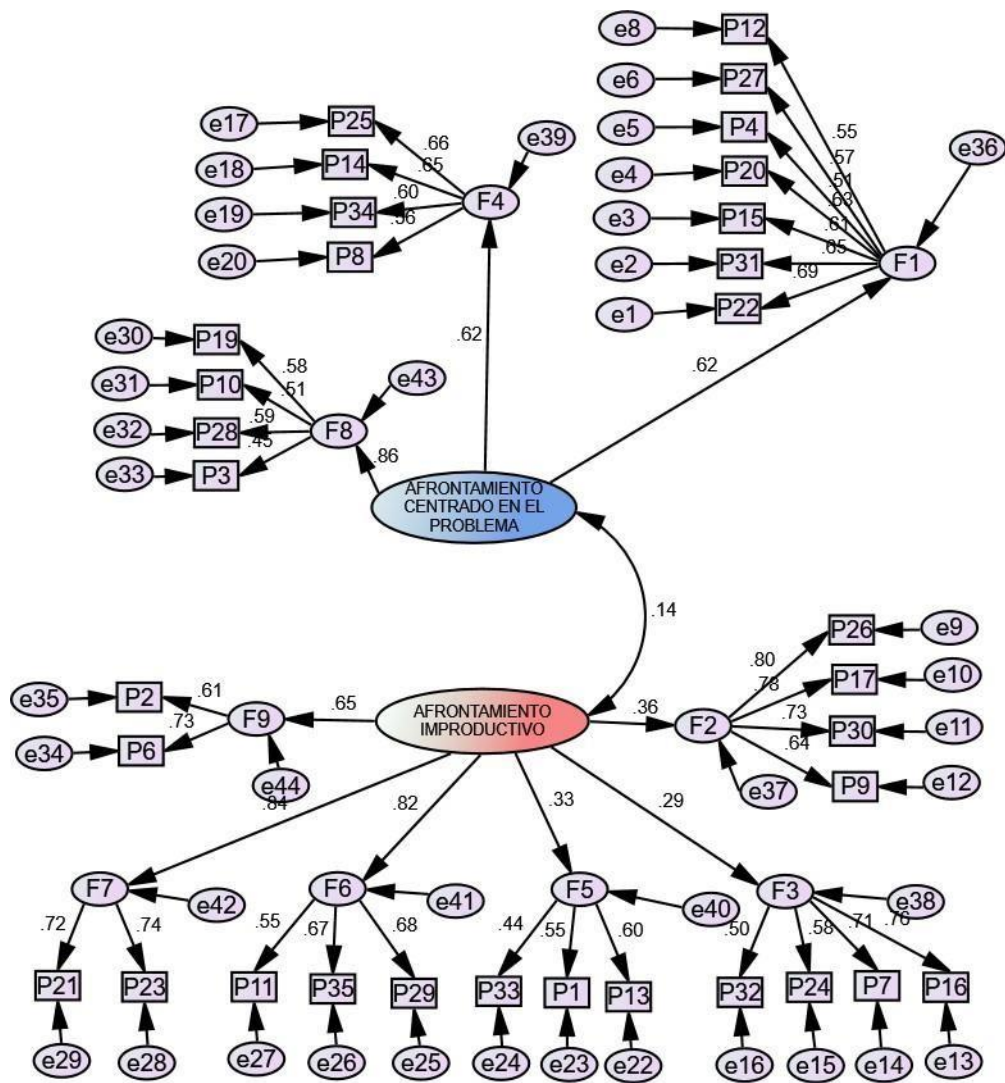 e8 P12
e6 P27
e5 P4
e4 P20
e3 P15
e2 P31
e1 P22
.55
.57
.51
.63
.61
.65
.69
F1
e36
e17 P25
e18 P14
e19 P34
e20 P8
.66
.65
.60
.56
F4
e39
.62
.62
e30 P19
e31 P10
e32 P28
e33 P3
.58
.51
.59
.45
F8
e43
.86
AFRONTAMIENTO
CENTRADO EN EL
PROBLEMA
.14
AFRONTAMIENTO
IMPRODUCTIVO
e35 P2
e34 P6
.61
.73
F9
e44
.65
.36
F2
e37
.80
.78
.73
.64
P26 e9
P17 e10
P30 e11
P9 e12
.84
.82
.33
.29
F7 e42
F6 e41
F5 e40
F3 e38
.72 .74
.55 .67 .68
.44 .55 .60
.50 .58 .71 .76
P21 P23 P11 P35 P29 P33 P1 P13 P32 P24 P7 P16
e29 e28 e27 e26 e25 e24 e23 e22 e16 e15 e14 e13